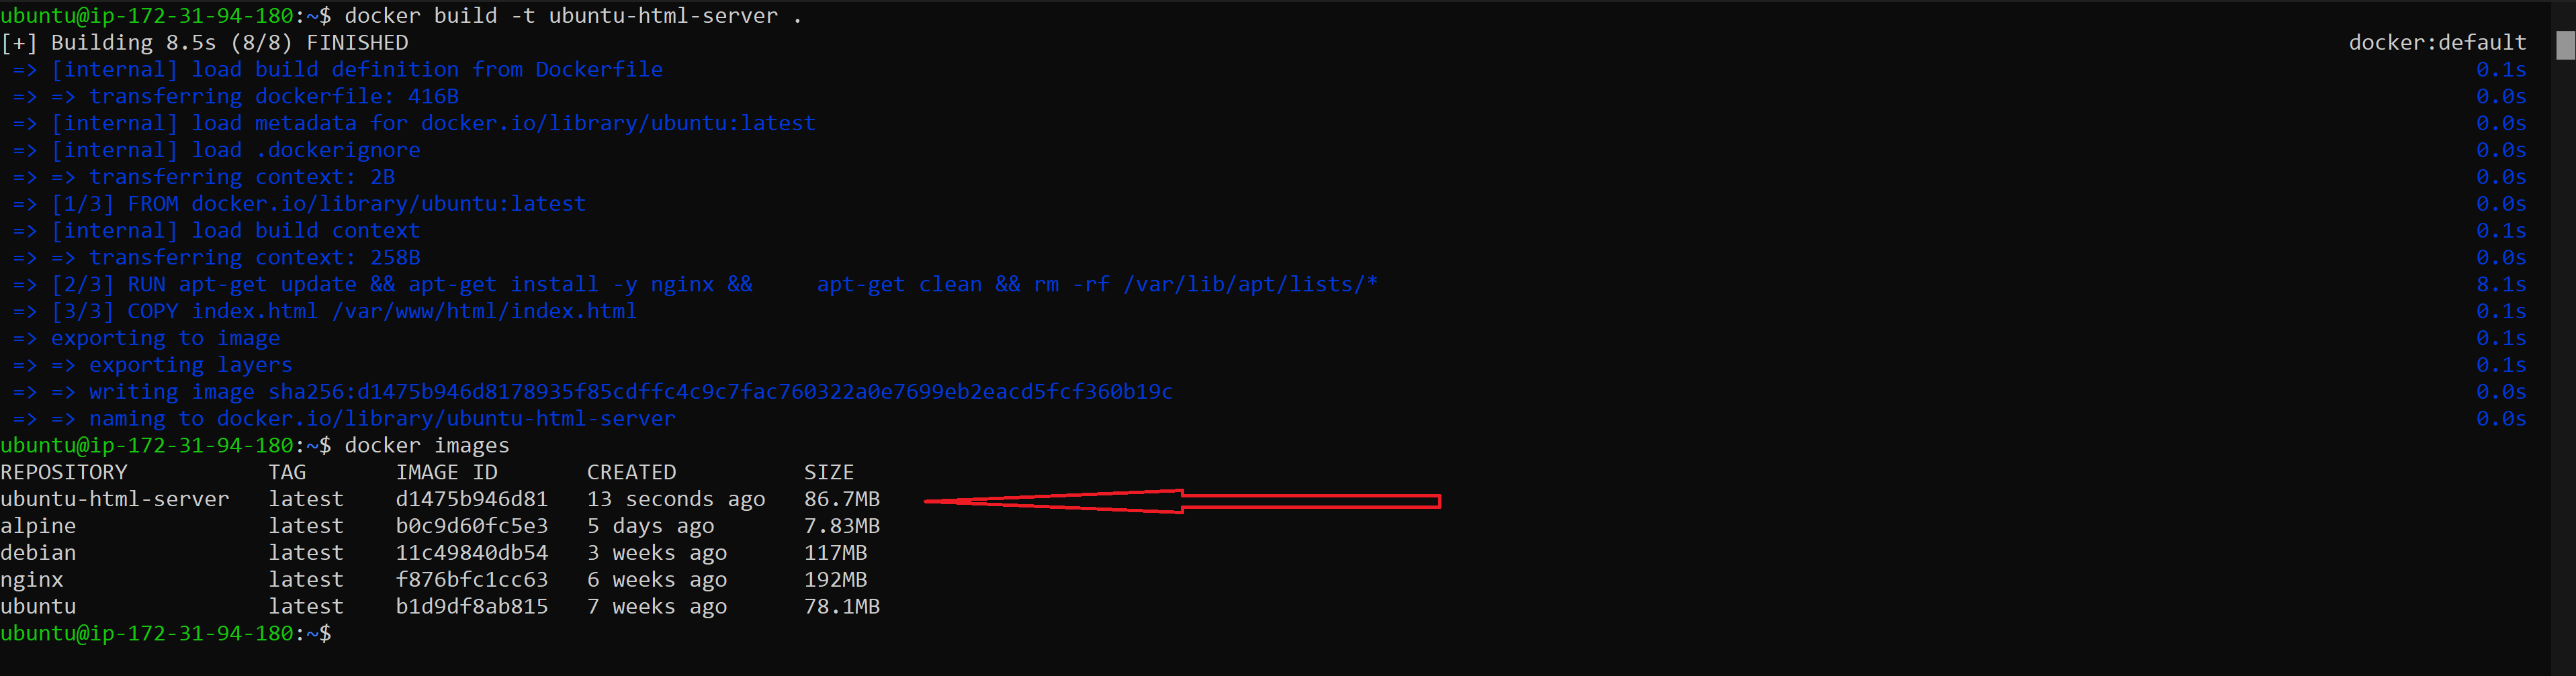 ubuntu@ip-172-31-94-180:~$ docker build -t ubuntu-html-server .
[+] Building 8.5s (8/8) FINISHED docker:default
=> [internal] load build definition from Dockerfile 0.1s
=> => transferring dockerfile: 416B 0.0s
=> [internal] load metadata for docker.io/library/ubuntu:latest 0.0s
=> [internal] load .dockerignore 0.0s
=> => transferring context: 2B 0.0s
=> [1/3] FROM docker.io/library/ubuntu:latest 0.0s
=> [internal] load build context 0.1s
=> => transferring context: 258B 0.0s
=> [2/3] RUN apt-get update && apt-get install -y nginx &&     apt-get clean && rm -rf /var/lib/apt/lists/* 8.1s
=> [3/3] COPY index.html /var/www/html/index.html 0.1s
=> exporting to image 0.1s
=> => exporting layers 0.1s
=> => writing image sha256:d1475b946d8178935f85cdffc4c9c7fac760322a0e7699eb2eacd5fcf360b19c 0.0s
=> => naming to docker.io/library/ubuntu-html-server 0.0s
ubuntu@ip-172-31-94-180:~$ docker images
REPOSITORY TAG IMAGE ID CREATED SIZE
ubuntu-html-server latest d1475b946d81 13 seconds ago 86.7MB
alpine latest b0c9d60fc5e3 5 days ago 7.83MB
debian latest 11c49840db54 3 weeks ago 117MB
nginx latest f876bfc1cc63 6 weeks ago 192MB
ubuntu latest b1d9df8ab815 7 weeks ago 78.1MB
ubuntu@ip-172-31-94-180:~$